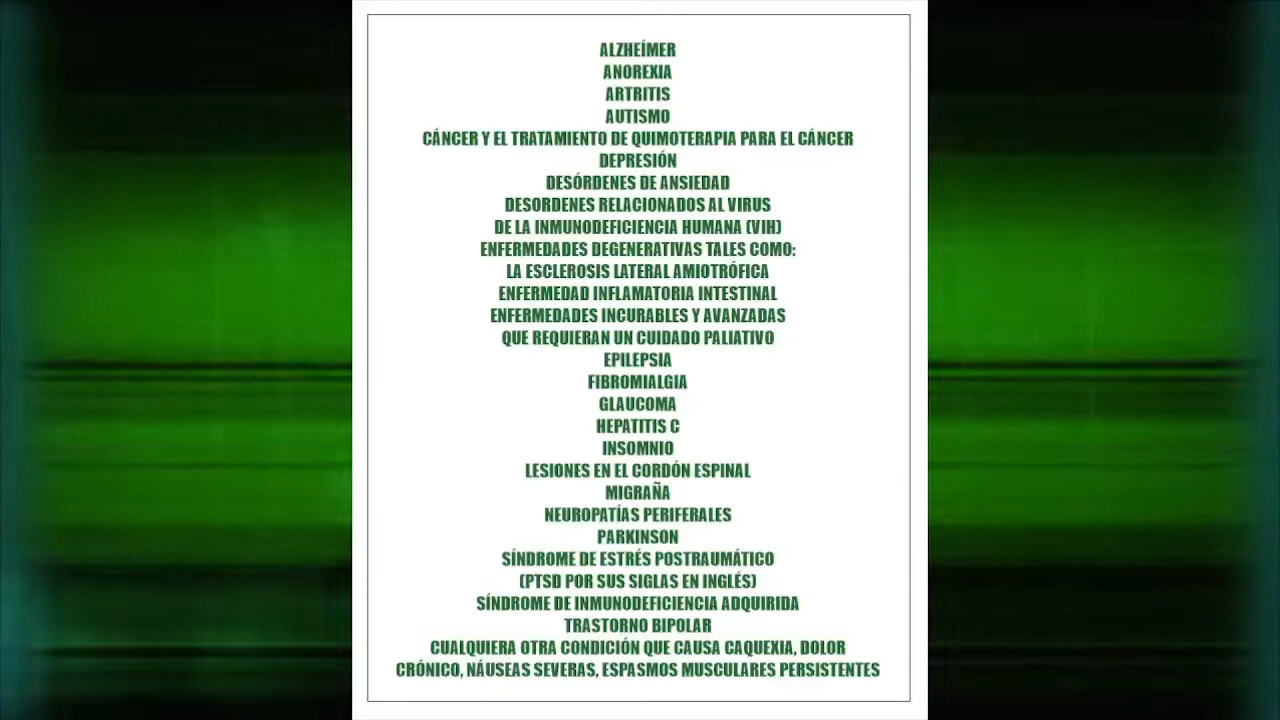 ALZHEÍMER
ANOREXIA
ARTRITIS
AUTISMO
CÁNCER Y EL TRATAMIENTO DE QUIMOTERAPIA PARA EL CÁNCER
DEPRESIÓN
DESÓRDENES DE ANSIEDAD
DESORDENES RELACIONADOS AL VIRUS
DE LA INMUNODEFICIENCIA HUMANA (VIH)
ENFERMEDADES DEGENERATIVAS TALES COMO:
LA ESCLEROSIS LATERAL AMIOTRÓFICA
ENFERMEDAD INFLAMATORIA INTESTINAL
ENFERMEDADES INCURABLES Y AVANZADAS
QUE REQUIERAN UN CUIDADO PALIATIVO
EPILEPSIA
FIBROMIALGIA
GLAUCOMA
HEPATITIS C
INSOMNIO
LESIONES EN EL CORDÓN ESPINAL
MIGRAÑA
NEUROPATÍAS PERIFERALES
PARKINSON
SÍNDROME DE ESTRÉS POSTRAUMÁTICO
(PTSD POR SUS SIGLAS EN INGLÉS)
SÍNDROME DE INMUNODEFICIENCIA ADQUIRIDA
TRASTORNO BIPOLAR
CUALQUIERA OTRA CONDICIÓN QUE CAUSA CAQUEXIA, DOLOR
CRÓNICO, NÁUSEAS SEVERAS, ESPASMOS MUSCULARES PERSISTENTES